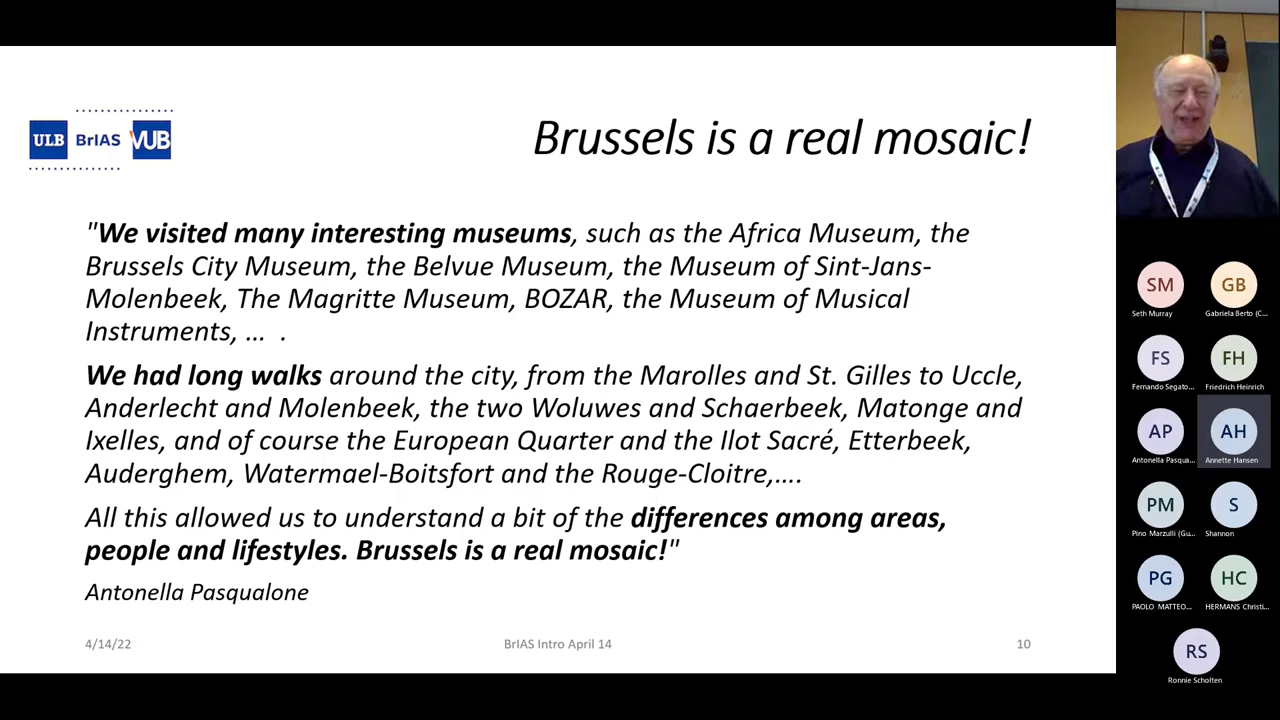 ULB BrIAS VUB
Brussels is a real mosaic!
"We visited many interesting museums, such as the Africa Museum, the
Brussels City Museum, the Belvue Museum, the Museum of Sint-Jans-
Molenbeek, The Magritte Museum, BOZAR, the Museum of Musical
Instruments, … .
We had long walks around the city, from the Marolles and St. Gilles to Uccle,
Anderlecht and Molenbeek, the two Woluwes and Schaerbeek, Matonge and
Ixelles, and of course the European Quarter and the Ilot Sacré, Etterbeek,
Auderghem, Watermael-Boitsfort and the Rouge-Cloitre,….
All this allowed us to understand a bit of the differences among areas,
people and lifestyles. Brussels is a real mosaic!"
Antonella Pasqualone
4/14/22
BrIAS Intro April 14
10
SM
GB
Seth Murray
Gabriela Berto (C...
FS
FH
Fernando Segato...
Friedrich Heinrich
AP
AH
Antonella Pasqua...
Annette Hansen
PM
S
Pino Marzulli (Gu...
Shannon
PG
HC
PAOLO MATTEO...
HERMANS Christi...
RS
Ronnie Scholten